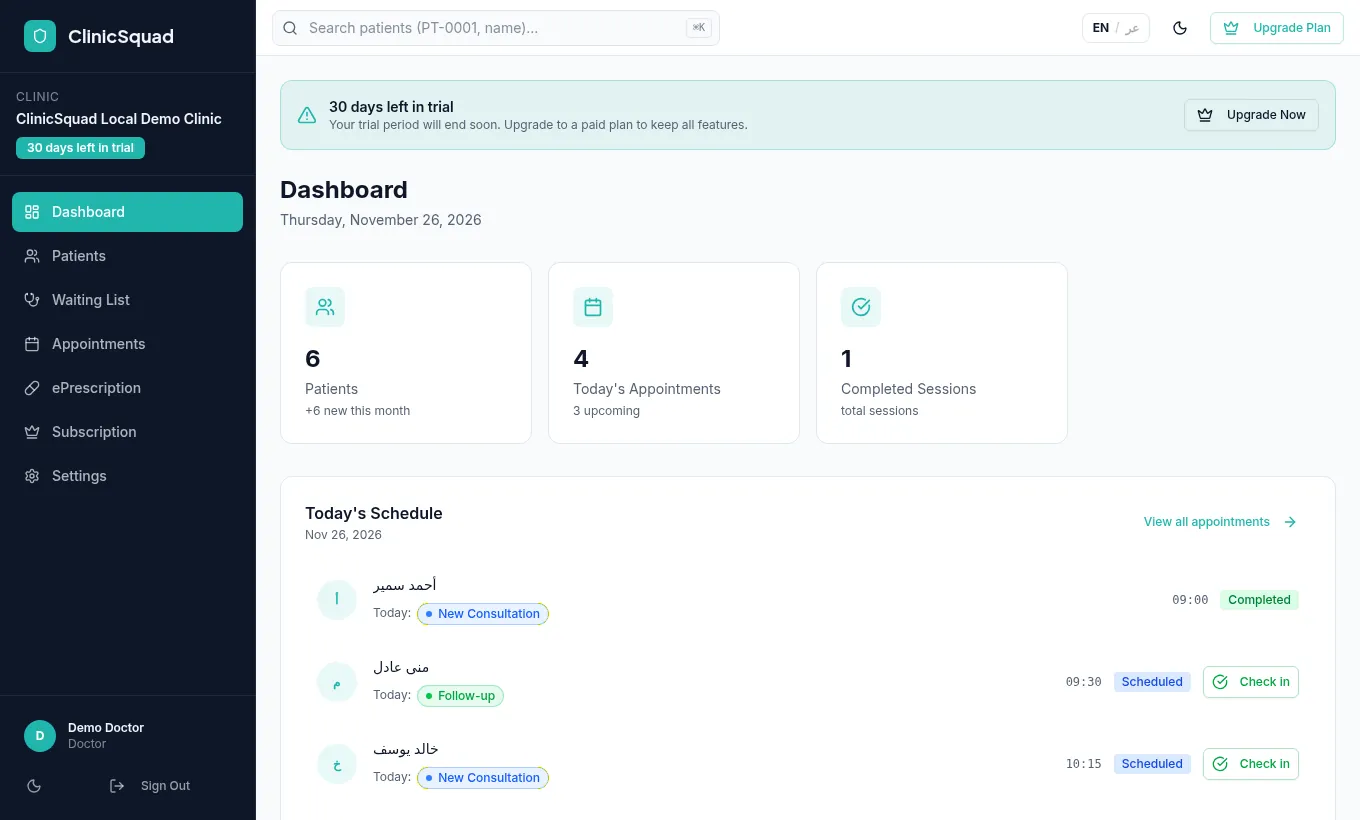 ClinicSquad
CLINIC
ClinicSquad Local Demo Clinic
30 days left in trial
Dashboard
Patients
Waiting List
Appointments
ePrescription
Subscription
Settings
D
Demo Doctor
Doctor
Sign Out
Search patients (PT-0001, name)...
⌘K
EN / عر
Upgrade Plan
30 days left in trial
Your trial period will end soon. Upgrade to a paid plan to keep all features.
Upgrade Now
Dashboard
Thursday, November 26, 2026
6
Patients
+6 new this month
4
Today's Appointments
3 upcoming
1
Completed Sessions
total sessions
Today's Schedule
Nov 26, 2026
View all appointments
أ
أحمد سمير
Today: New Consultation
09:00 Completed
م
منى عادل
Today: Follow-up
09:30 Scheduled Check in
خ
خالد يوسف
Today: New Consultation
10:15 Scheduled Check in